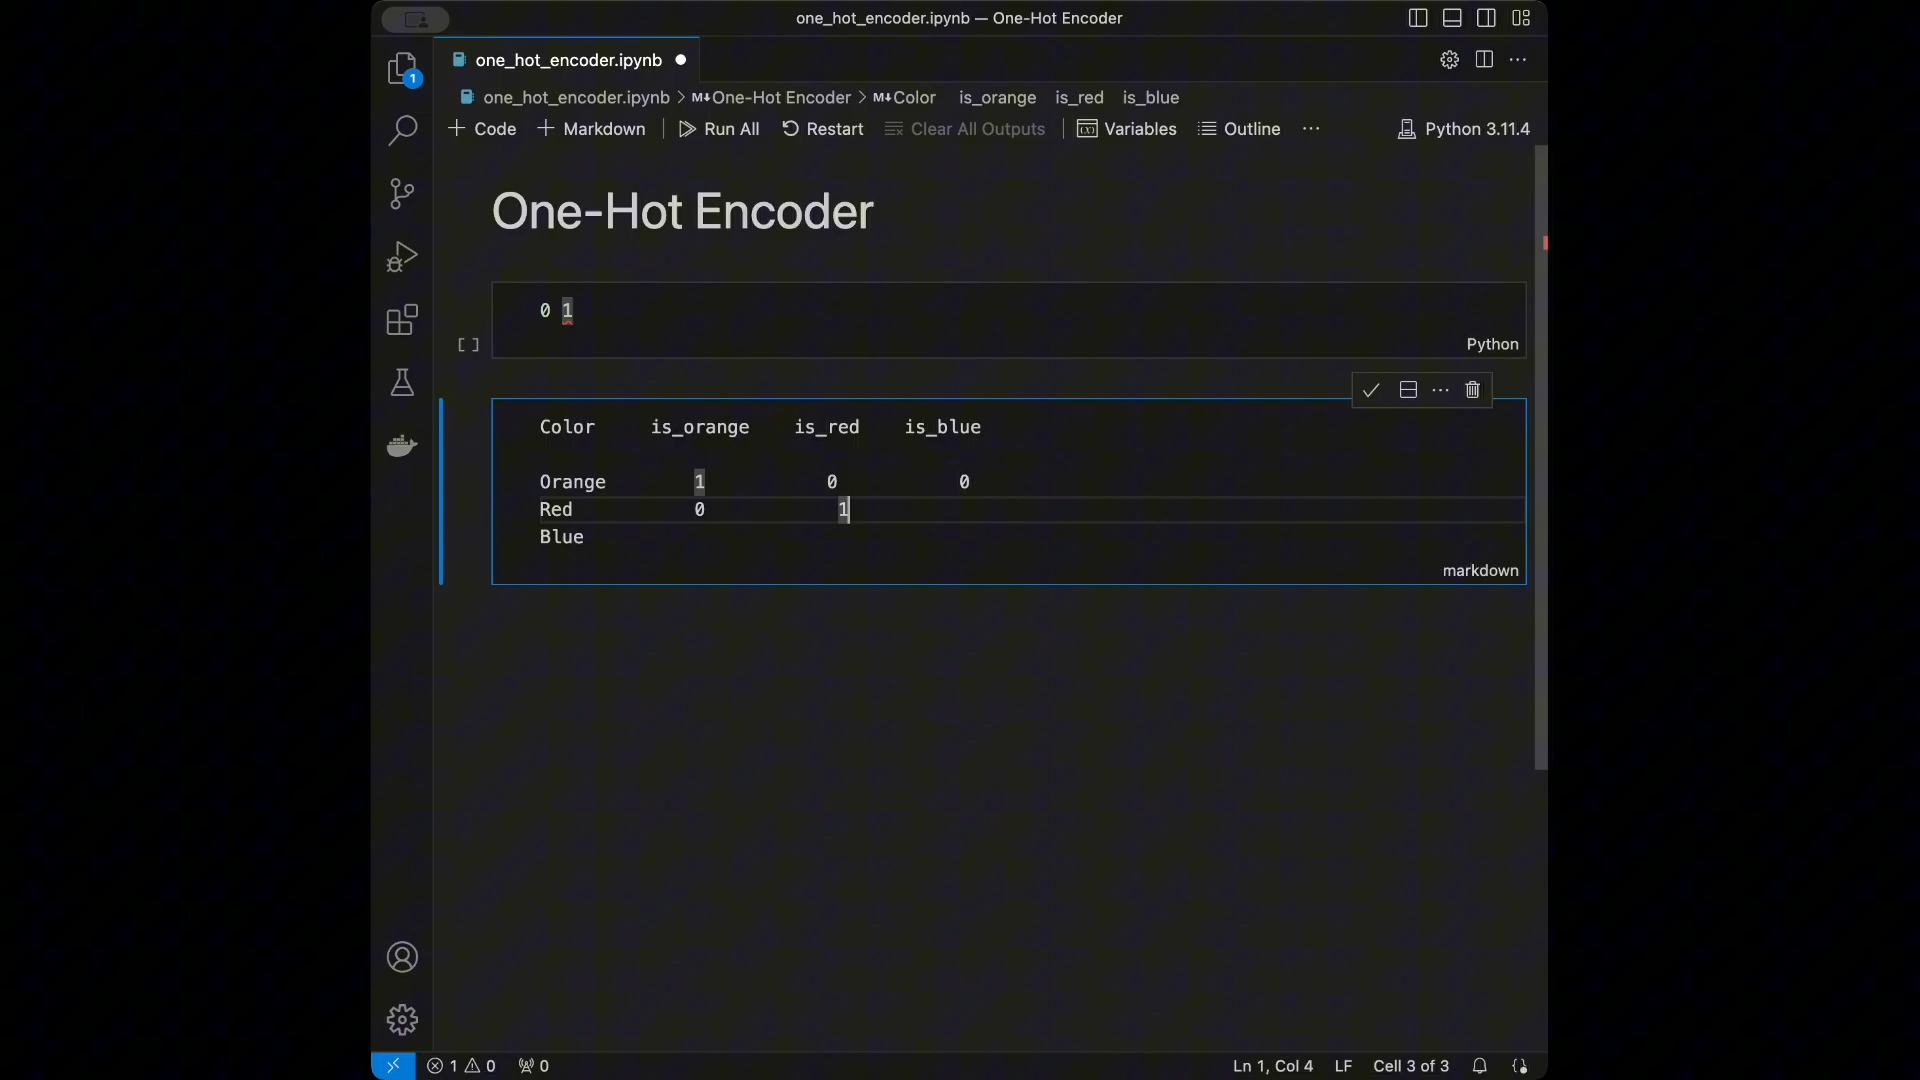 one_hot_encoder.ipynb — One-Hot Encoder
1
one_hot_encoder.ipynb
one_hot_encoder.ipynb > M↓One-Hot Encoder > M↓Color is_orange is_red is_blue
Code Markdown Run All Restart Clear All Outputs (x) Variables Outline ··· Python 3.11.4
One-Hot Encoder
0 1
[ ]
Python
Color is_orange is_red is_blue
Orange 1 0 0
Red 0 1
Blue
markdown
1 0 0 Ln 1, Col 4 LF Cell 3 of 3